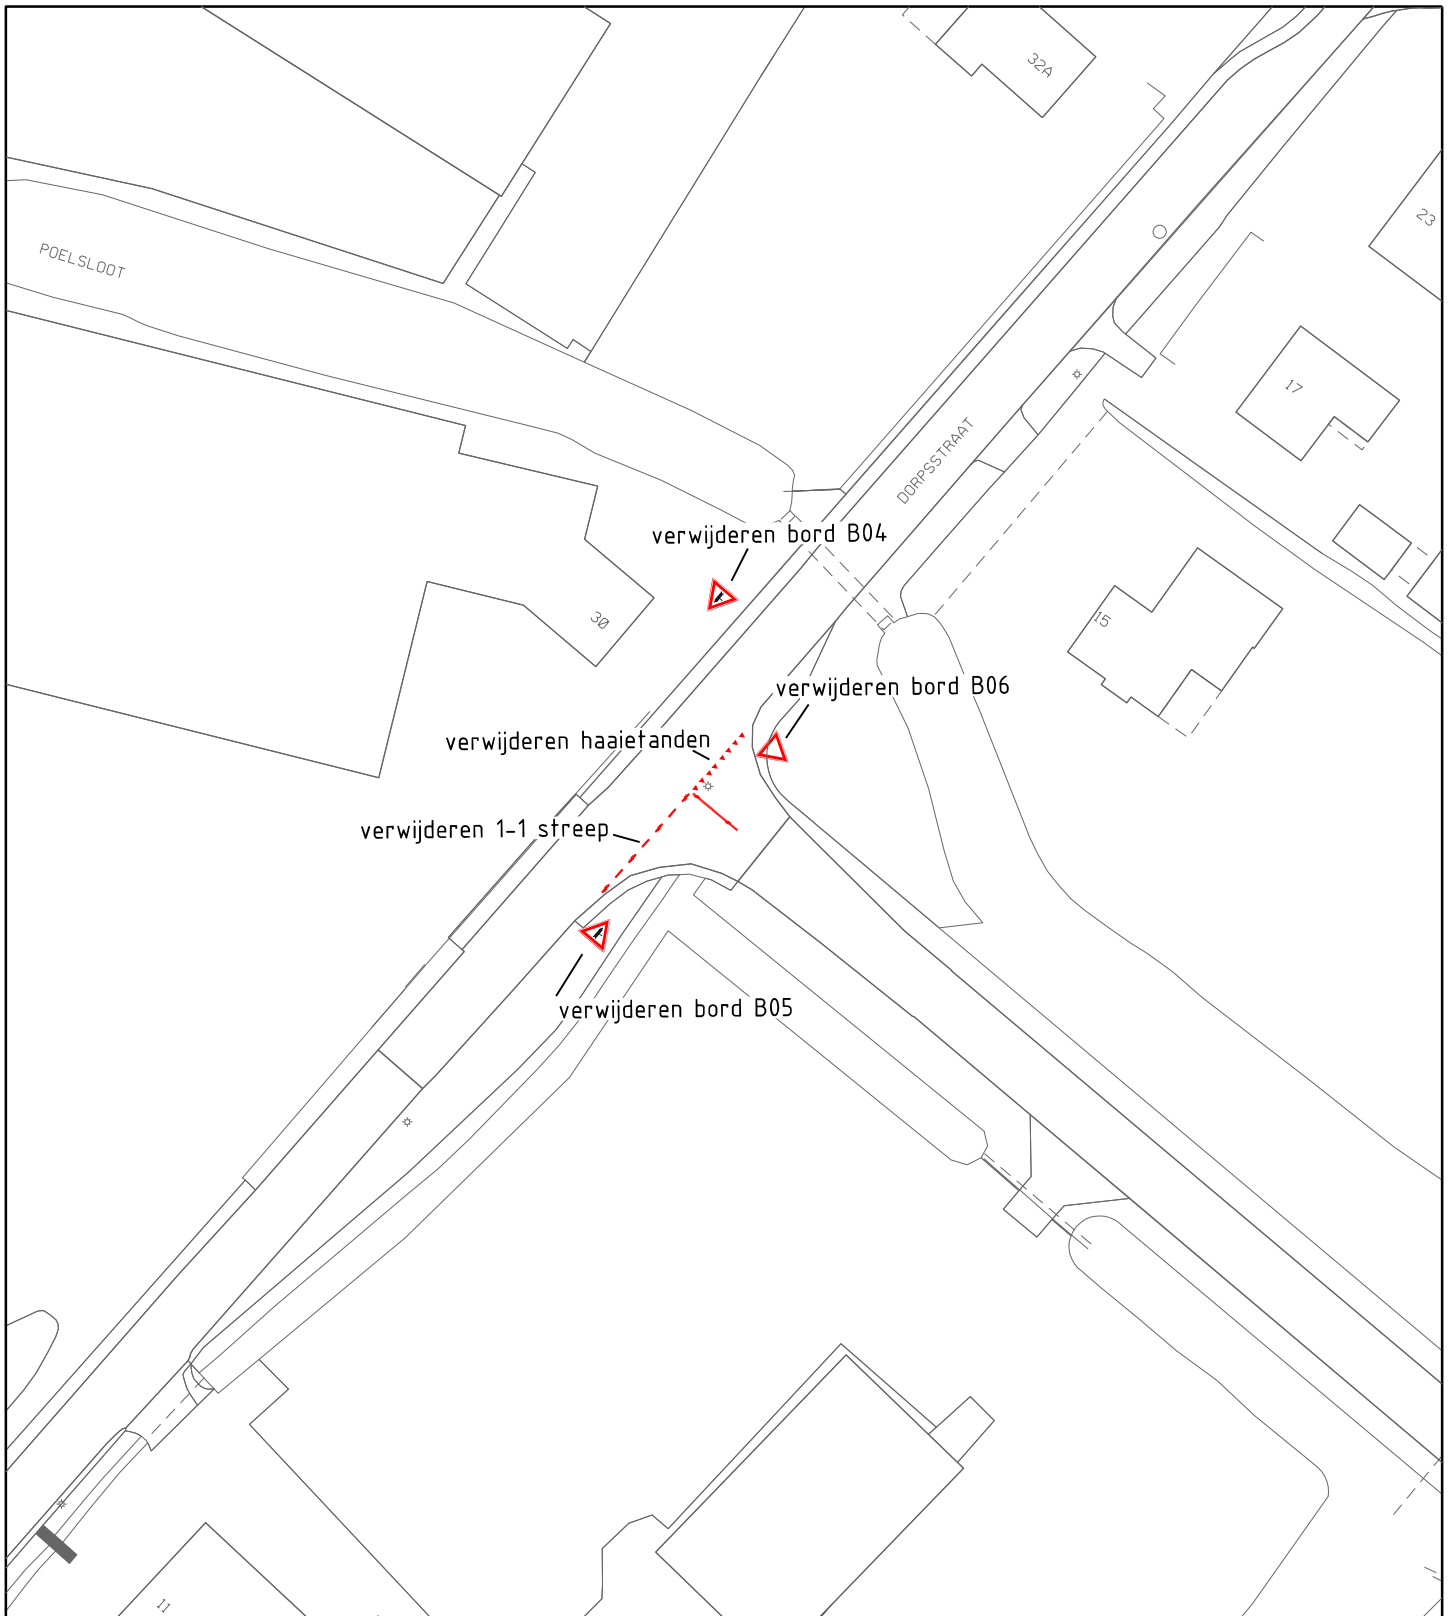 32A
23
POELSLOOT
17
DORPSSTRAAT
verwijderen bord B04
30
15
verwijderen bord B06
verwijderen haaietanden
verwijderen 1-1 streep
verwijderen bord B05
11